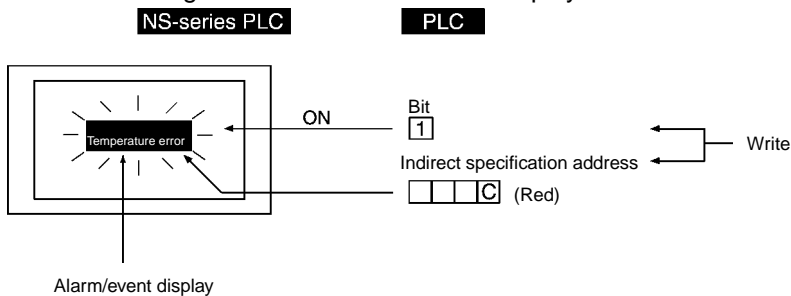 NS-series PLC
PLC
Temperature error
ON
Bit
1
Write
Indirect specification address
C (Red)
Alarm/event display